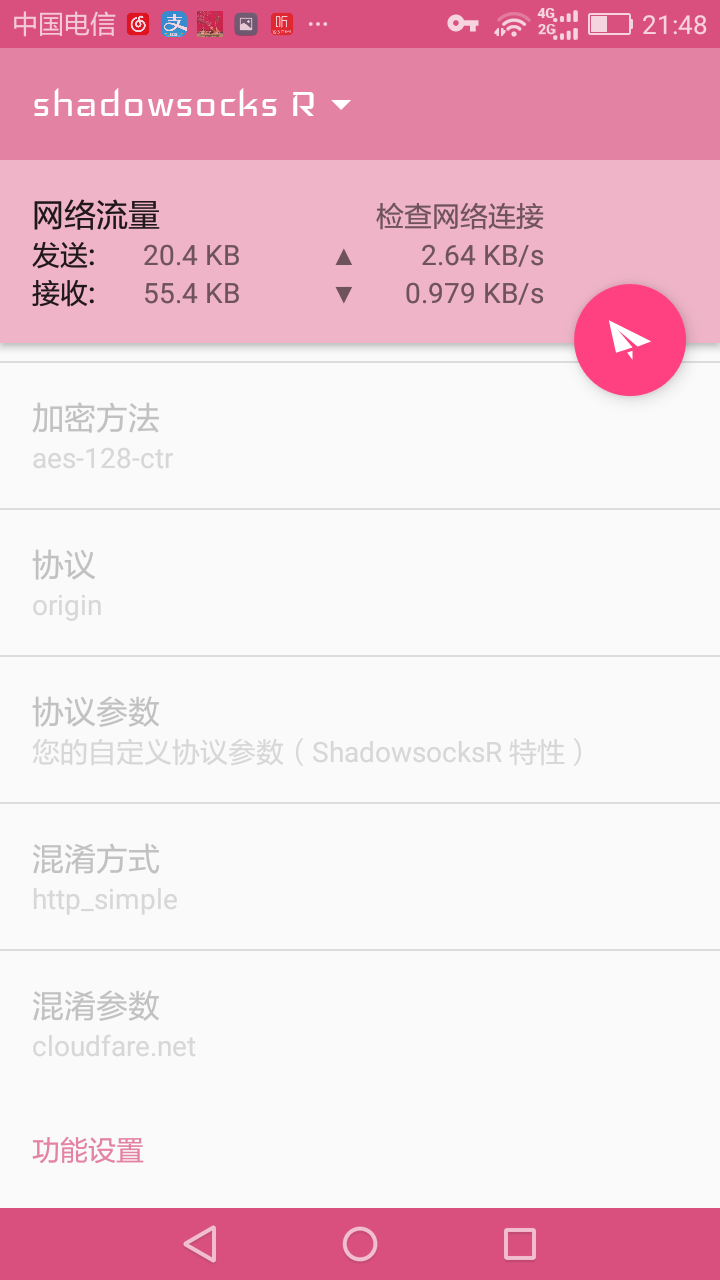 中国电信 4G 2G 21:48
shadowsocks R
网络流量 检查网络连接
发送: 20.4 KB ▲ 2.64 KB/s
接收: 55.4 KB ▼ 0.979 KB/s
加密方法
aes-128-ctr
协议
origin
协议参数
您的自定义协议参数（ShadowsocksR 特性）
混淆方式
http_simple
混淆参数
cloudfare.net
功能设置